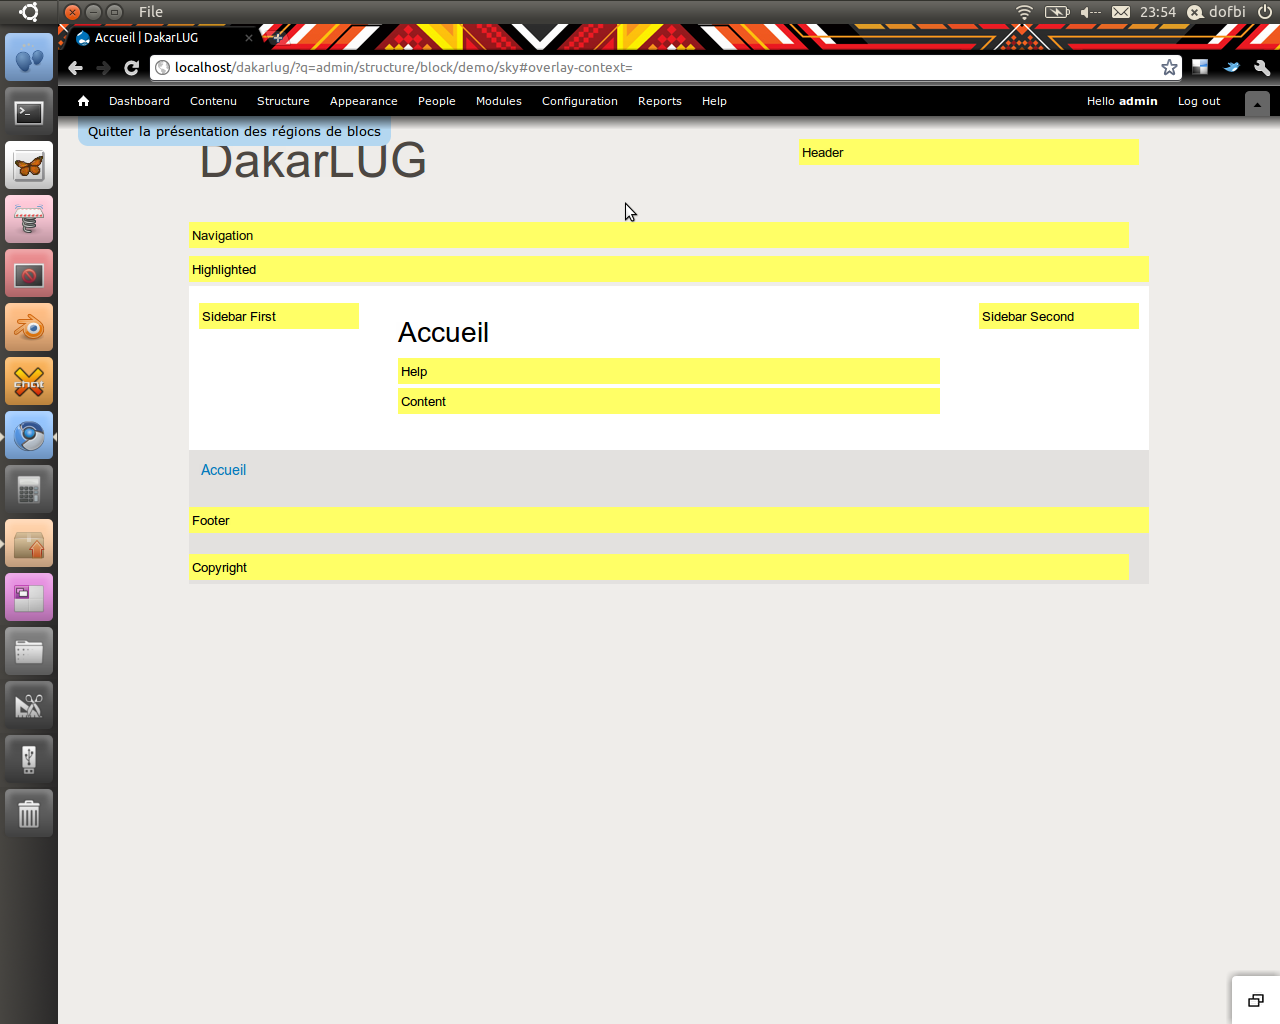 File
23:54
dofbi
Accueil | DakarLUG
localhost/dakarlug/?q=admin/structure/block/demo/sky#overlay-context=
Dashboard Contenu Structure Appearance People Modules Configuration Reports Help Hello admin Log out
Quitter la présentation des régions de blocs
DakarLUG
Header
Navigation
Highlighted
Sidebar First
Accueil
Sidebar Second
Help
Content
Accueil
Footer
Copyright